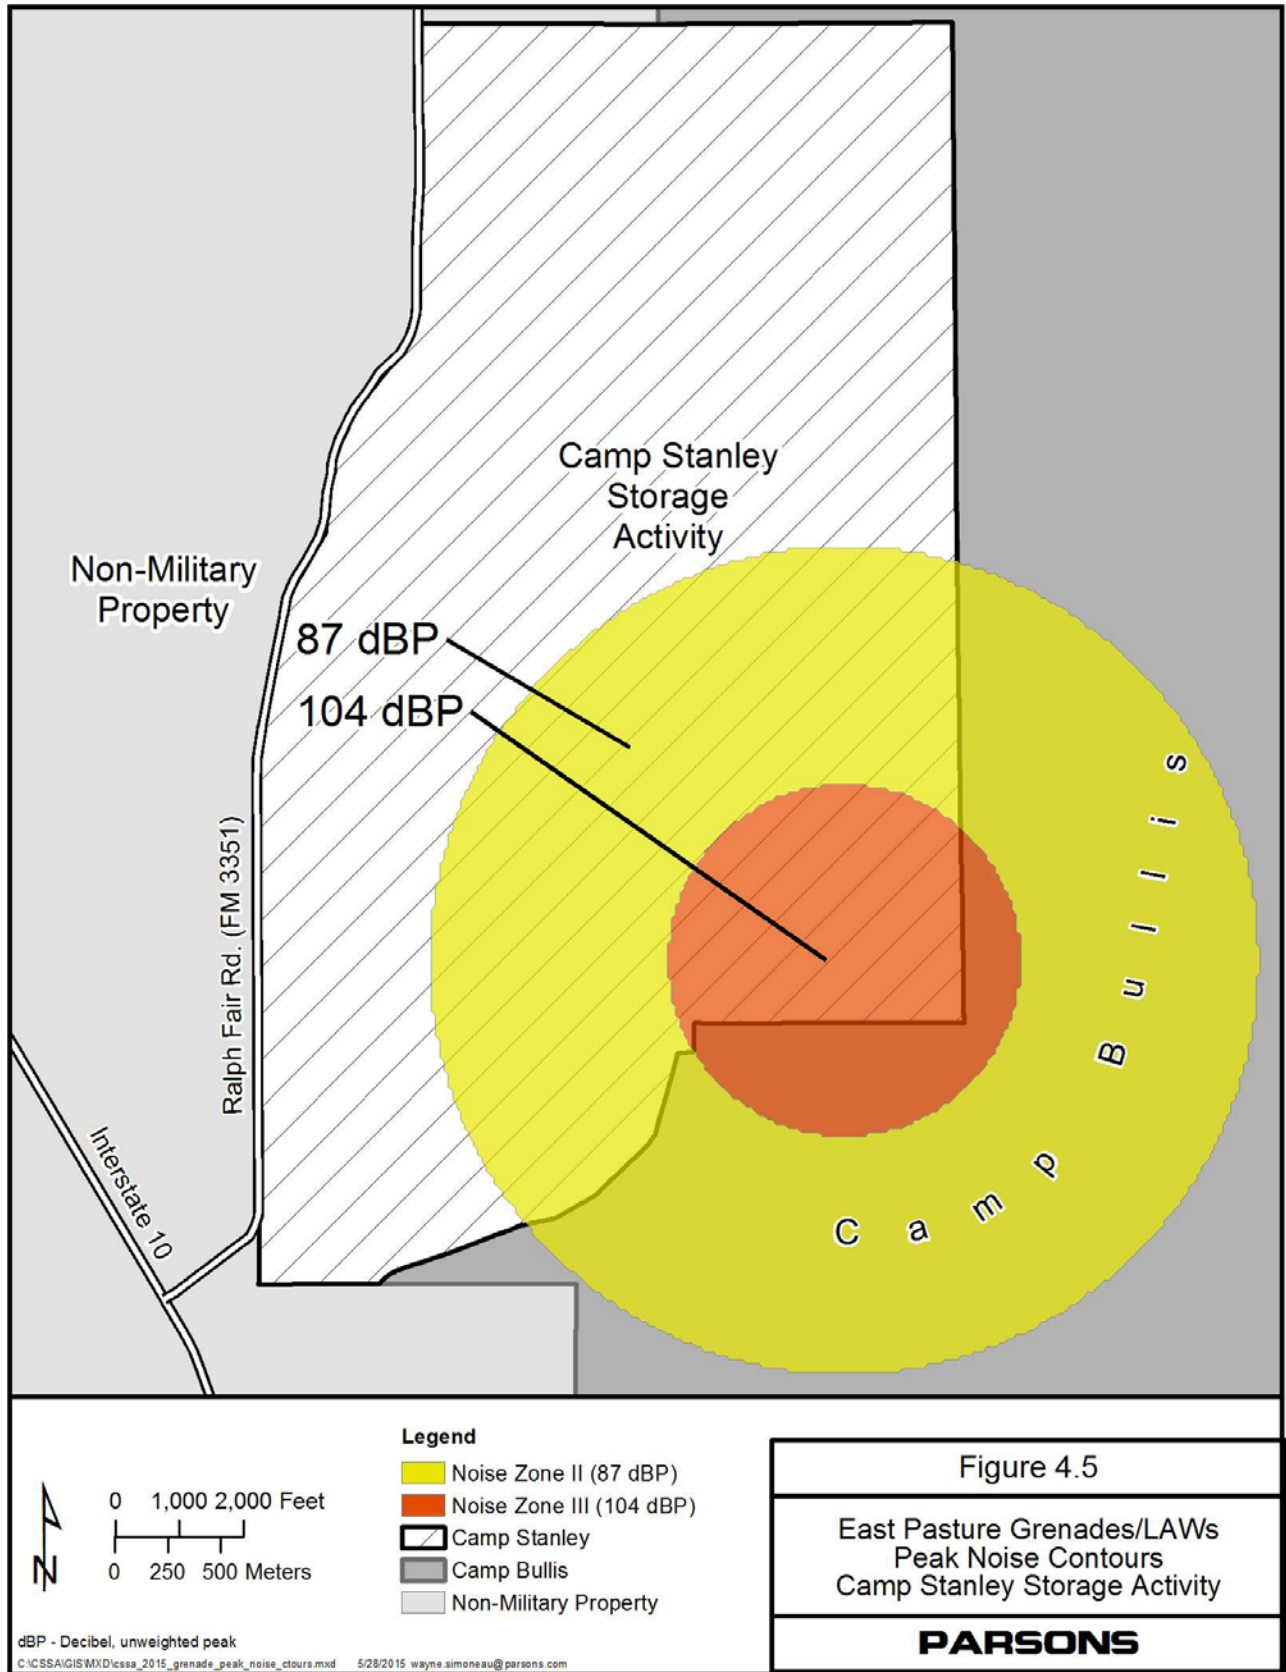 Camp Stanley
Storage
Activity
Non-Military
Property
87 dBP
104 dBP
Ralph Fair Rd. (FM 3351)
Interstate 10
Camp Bullis
Legend
Noise Zone II (87 dBP)
Noise Zone III (104 dBP)
Camp Stanley
Camp Bullis
Non-Military Property
N
0 1,000 2,000 Feet
0 250 500 Meters
dBP - Decibel, unweighted peak
C:\CSSA\GIS\MXD\cssa_2015_grenade_peak_noise_ctours.mxd 5/28/2015 wayne.simoneau@parsons.com
Figure 4.5
East Pasture Grenades/LAWs
Peak Noise Contours
Camp Stanley Storage Activity
PARSONS